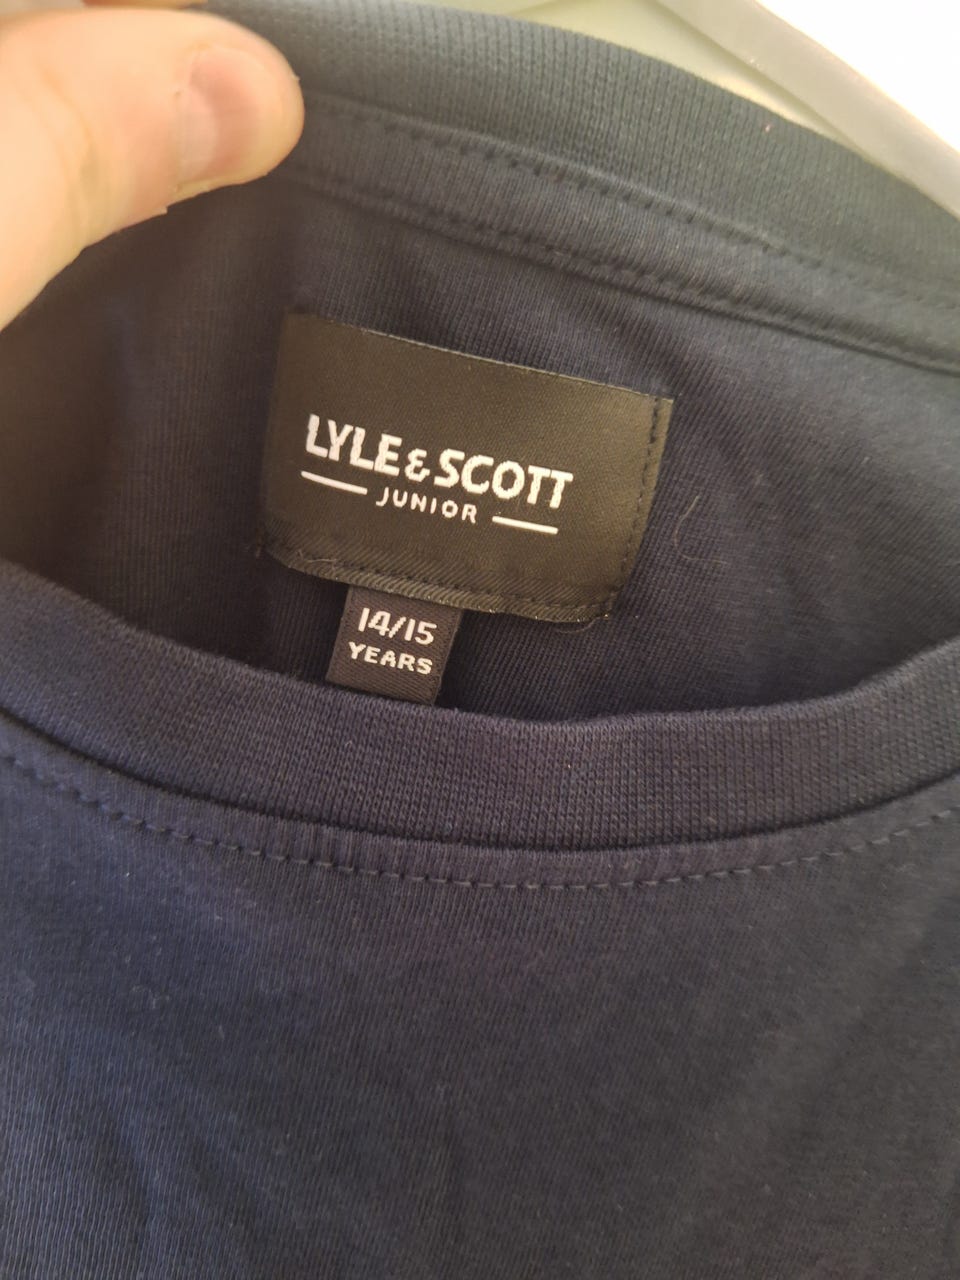 LYLE & SCOTT
JUNIOR
14/15
YEARS